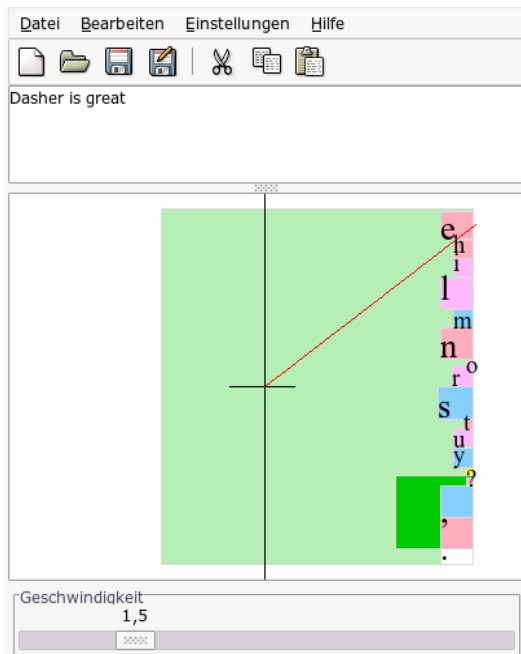 Datei Bearbeiten Einstellungen Hilfe
Dasher is great
e
h
i
l
m
n
o
r
s
t
u
y
?
,
.
Geschwindigkeit
1,5